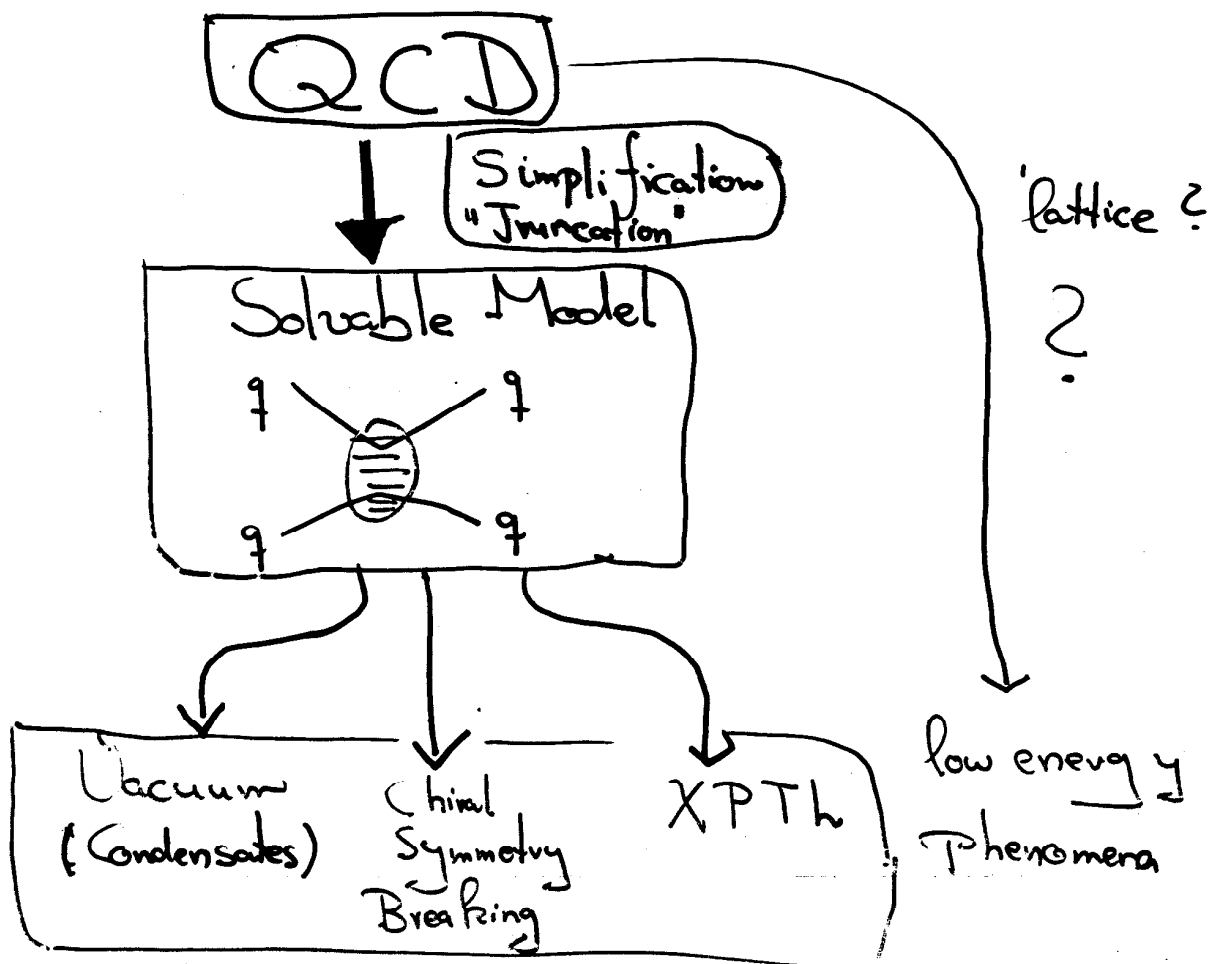 QCD
Simplification
"Truncation"
'lattice ?
?
Solvable Model
q q
q q
Vacuum
(Condensates)
Chiral
Symmetry
Breaking
XPTh
low energy
Phenomena